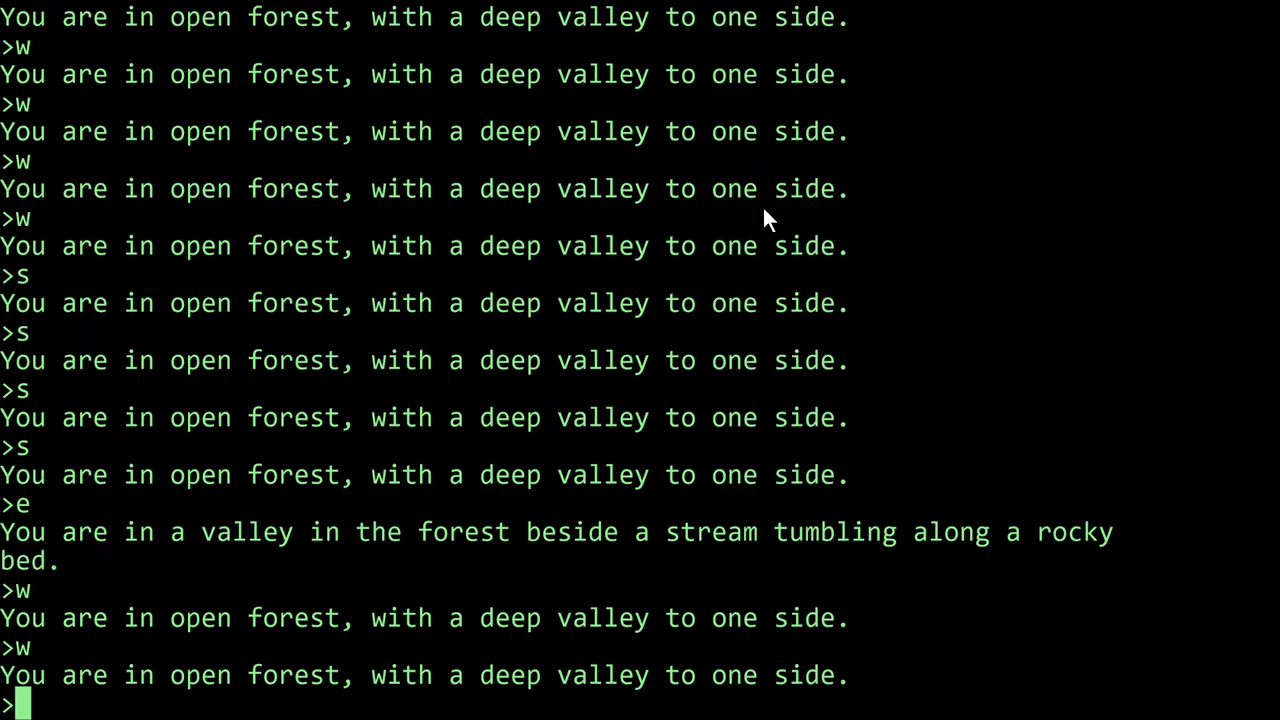 You are in open forest, with a deep valley to one side.
>w
You are in open forest, with a deep valley to one side.
>w
You are in open forest, with a deep valley to one side.
>w
You are in open forest, with a deep valley to one side.
>w
You are in open forest, with a deep valley to one side.
>s
You are in open forest, with a deep valley to one side.
>s
You are in open forest, with a deep valley to one side.
>s
You are in open forest, with a deep valley to one side.
>s
You are in open forest, with a deep valley to one side.
>e
You are in a valley in the forest beside a stream tumbling along a rocky
bed.
>w
You are in open forest, with a deep valley to one side.
>w
You are in open forest, with a deep valley to one side.
>